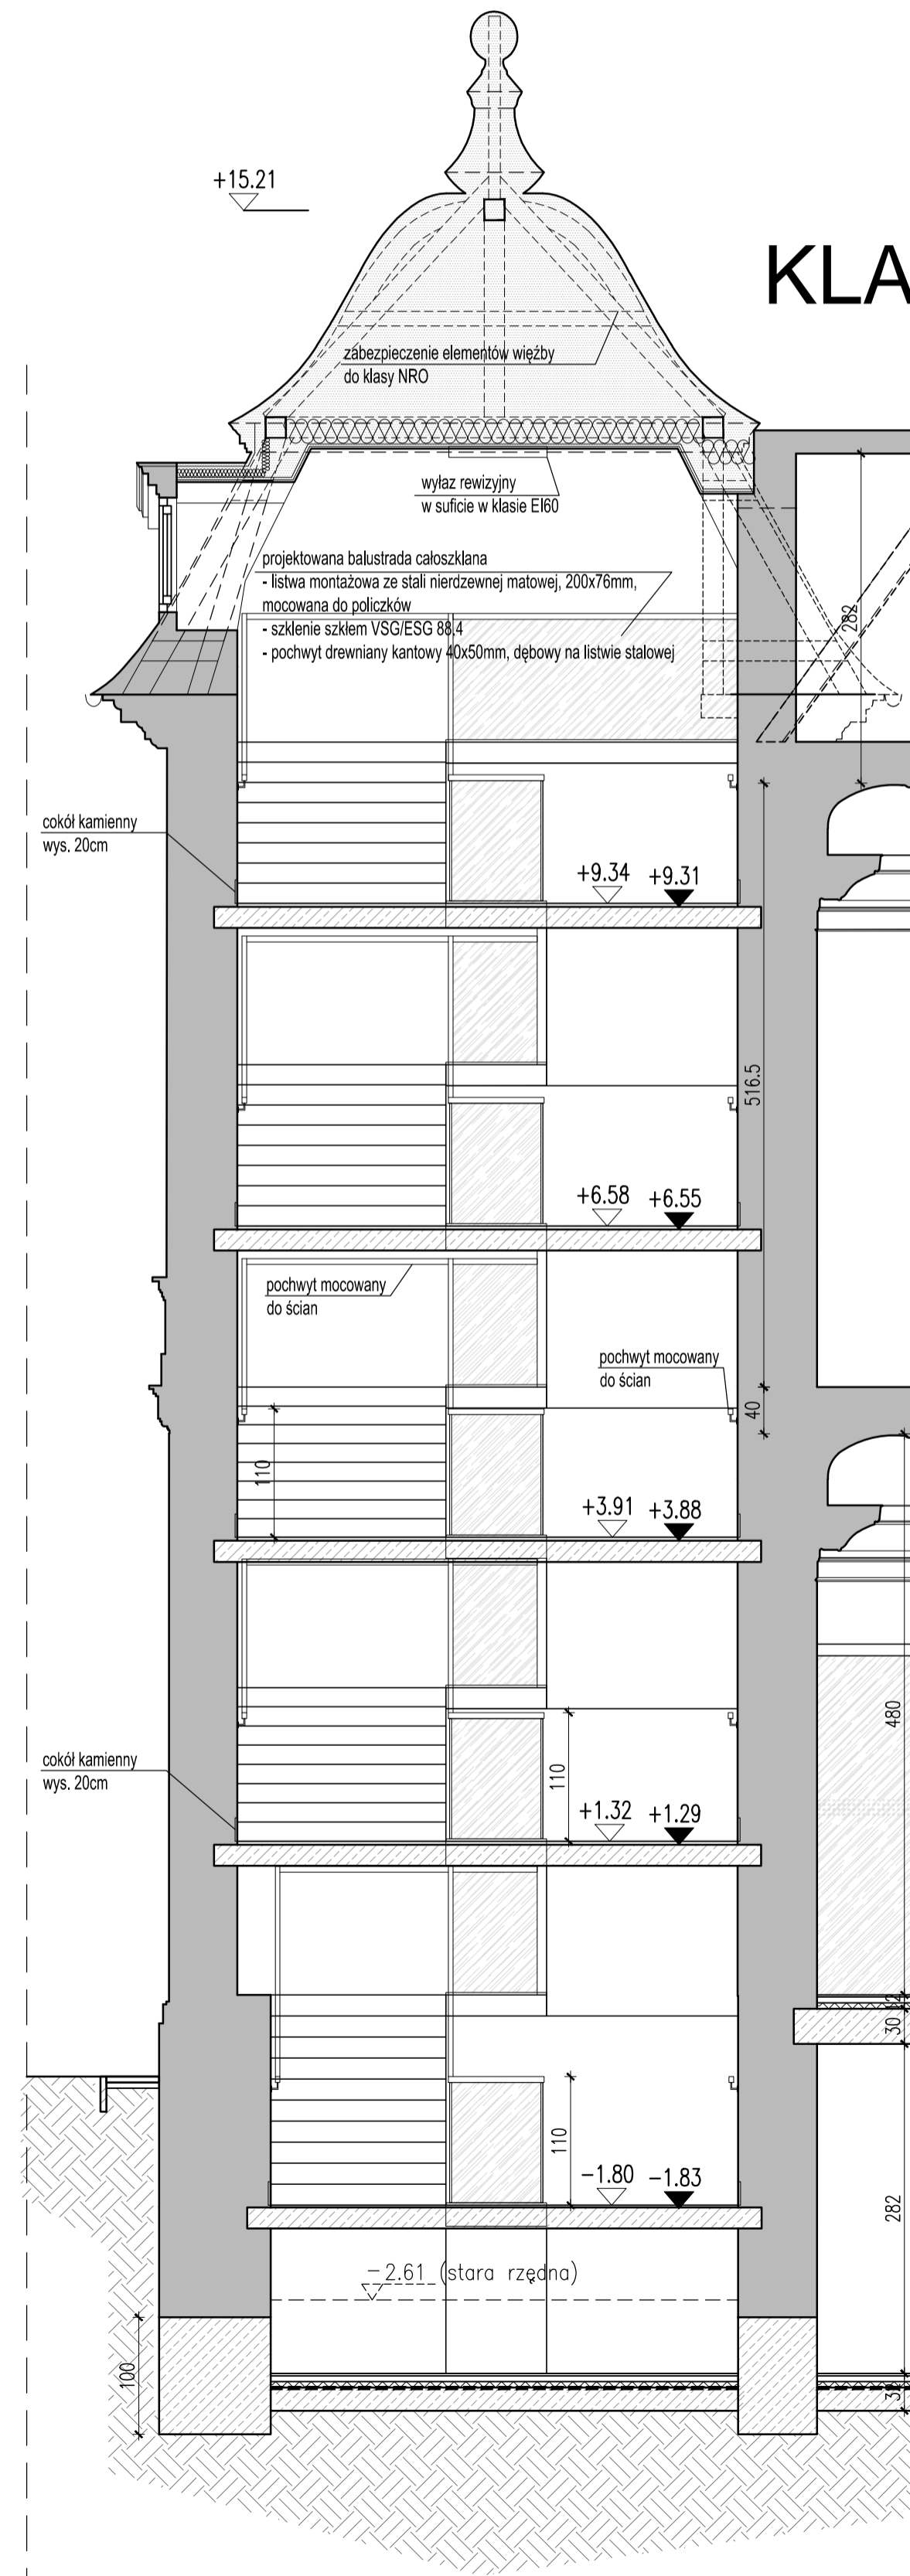 +15.21
KLA
zabezpieczenie elementów więźby
do klasy NRO
wyłaz rewizyjny
w suficie w klasie EI60
projektowana balustrada całoszklana
- listwa montażowa ze stali nierdzewnej matowej, 200x76mm,
mocowana do policzków
- szklenie szkłem VSG/ESG 88.4
- pochwyt drewniany kantowy 40x50mm, dębowy na listwie stalowej
282
cokół kamienny
wys. 20cm
+9.34 +9.31
516.5
+6.58 +6.55
pochwyt mocowany
do ścian
pochwyt mocowany
do ścian
40
110
+3.91 +3.88
480
cokół kamienny
wys. 20cm
110
+1.32 +1.29
30
110
-1.80 -1.83
282
-2.61 (stara rzędna)
100